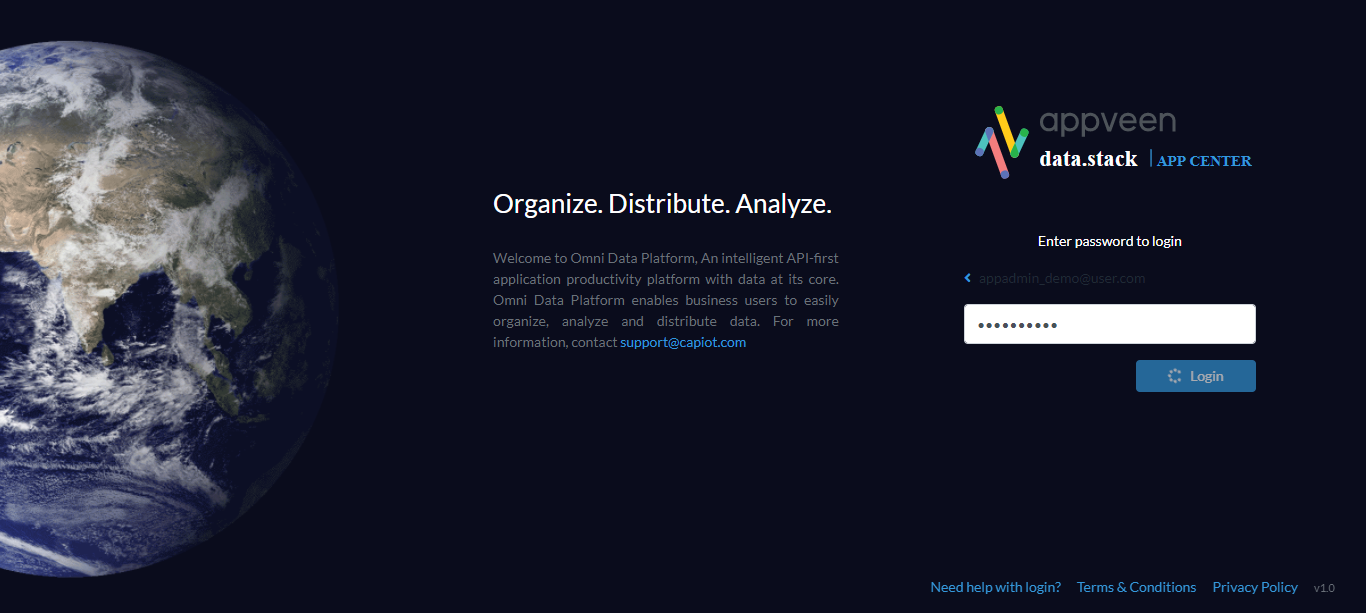 appveen
data.stack | APP CENTER
Organize. Distribute. Analyze.
Welcome to Omni Data Platform, An intelligent API-first
application productivity platform with data at its core.
Omni Data Platform enables business users to easily
organize, analyze and distribute data. For more
information, contact support@capiot.com
Enter password to login
appadmin_demo@user.com
••••••••••
Login
Need help with login? Terms & Conditions Privacy Policy v1.0